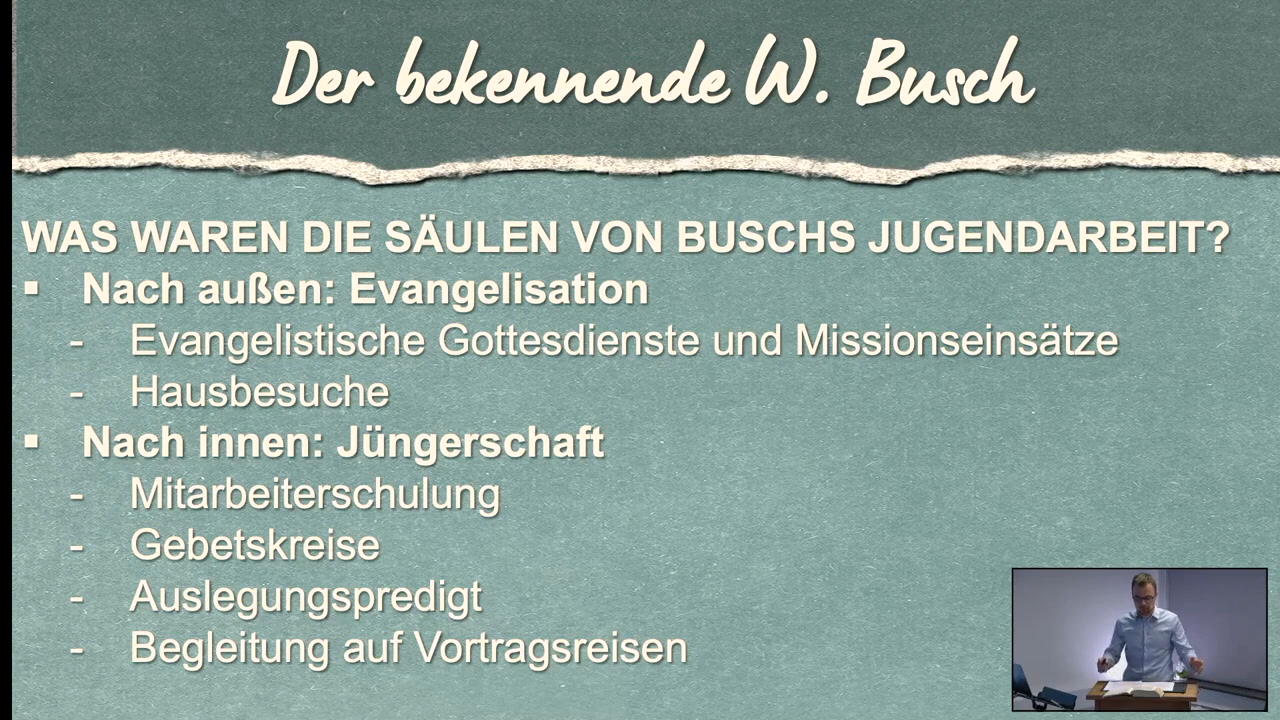 Der bekennende W. Busch
WAS WAREN DIE SÄULEN VON BUSCHS JUGENDARBEIT?
▪ Nach außen: Evangelisation
- Evangelistische Gottesdienste und Missionseinsätze
- Hausbesuche
▪ Nach innen: Jüngerschaft
- Mitarbeiterschulung
- Gebetskreise
- Auslegungspredigt
- Begleitung auf Vortragsreisen